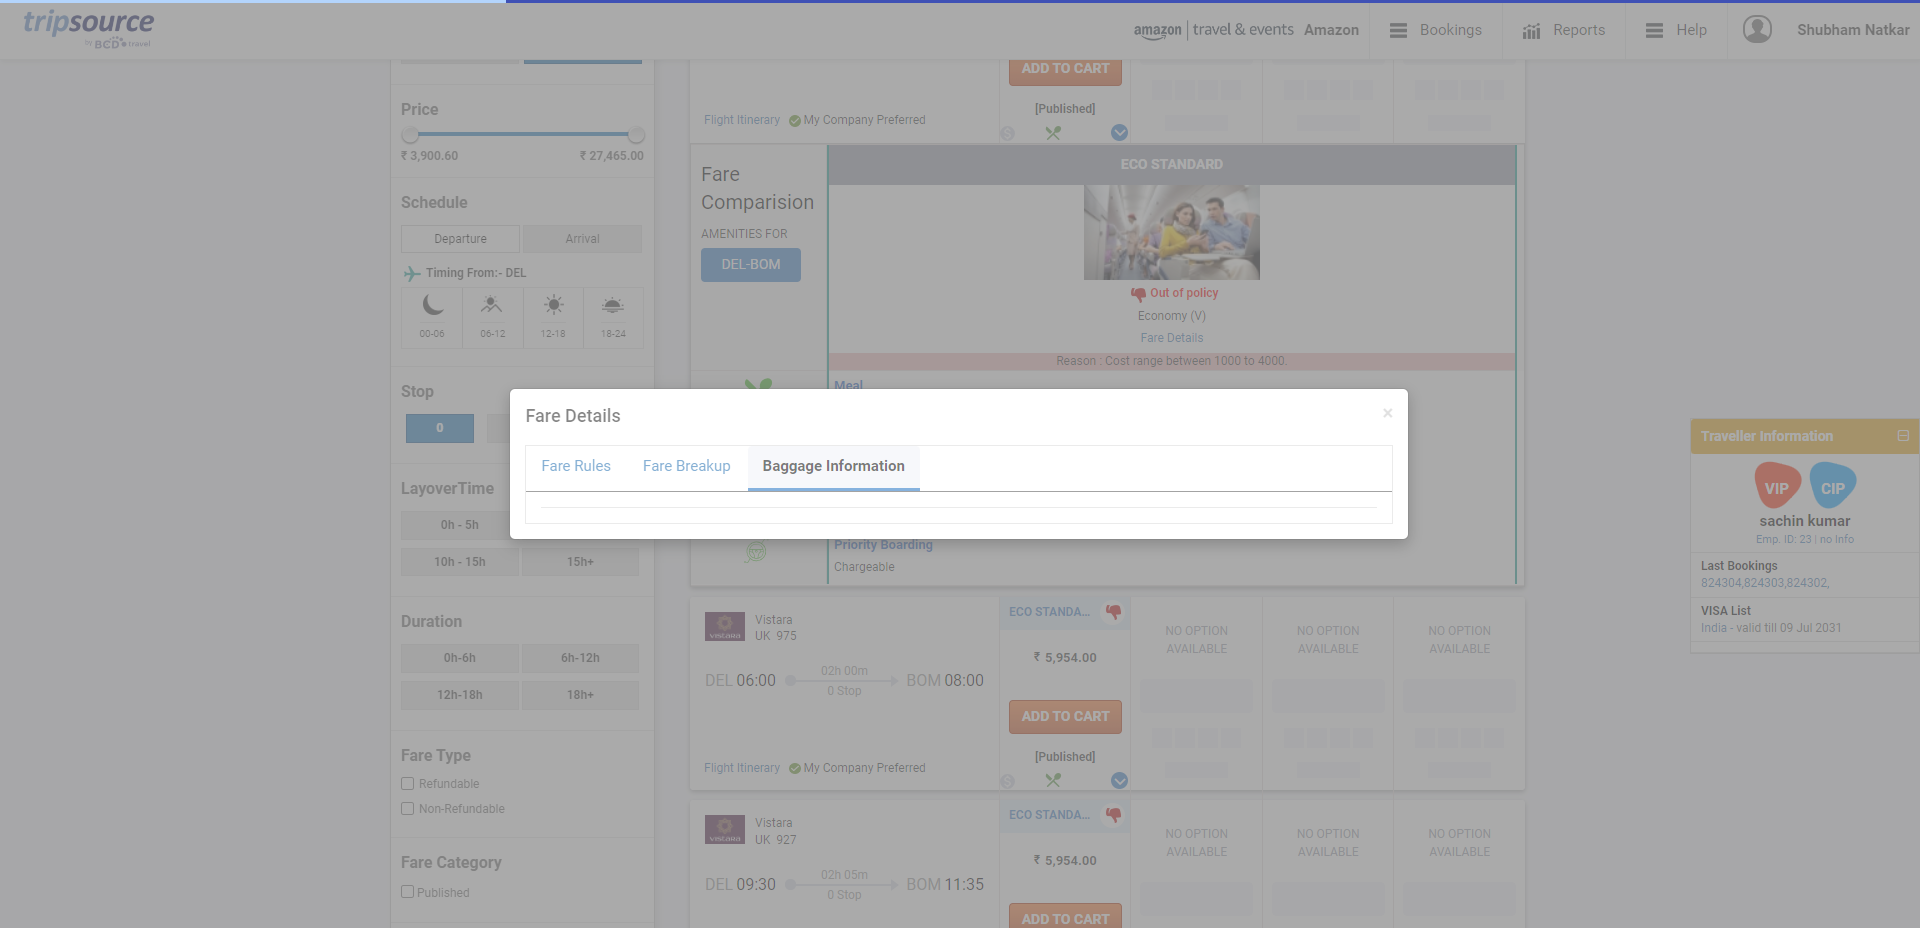 tripsource
by BCD travel
amazon travel & events Amazon
Bookings
Reports
Help
Shubham Natkar
Price
₹ 3,900.60 ₹ 27,465.00
Schedule
Departure Arrival
Timing From:- DEL
00-06 06-12 12-18 18-24
Stop
0
LayoverTime
0h - 5h
10h - 15h 15h+
Duration
0h-6h 6h-12h
12h-18h 18h+
Fare Type
Refundable
Non-Refundable
Fare Category
Published
ADD TO CART
[Published]
Flight Itinerary My Company Preferred
Fare
Comparision
AMENITIES FOR
DEL-BOM
ECO STANDARD
Out of policy
Economy (V)
Fare Details
Reason : Cost range between 1000 to 4000.
Meal
Fare Details ×
Fare Rules Fare Breakup Baggage Information
Priority Boarding
Chargeable
vistara
Vistara
UK 975
DEL 06:00 02h 00m 0 Stop BOM 08:00
Flight Itinerary My Company Preferred
ECO STANDA...
₹ 5,954.00
ADD TO CART
[Published]
NO OPTION AVAILABLE
NO OPTION AVAILABLE
NO OPTION AVAILABLE
vistara
Vistara
UK 927
DEL 09:30 02h 05m 0 Stop BOM 11:35
ECO STANDA...
₹ 5,954.00
ADD TO CART
NO OPTION AVAILABLE
NO OPTION AVAILABLE
NO OPTION AVAILABLE
Traveller Information
VIP CIP
sachin kumar
Emp. ID: 23 | no Info
Last Bookings
824304,824303,824302,
VISA List
India - valid till 09 Jul 2031